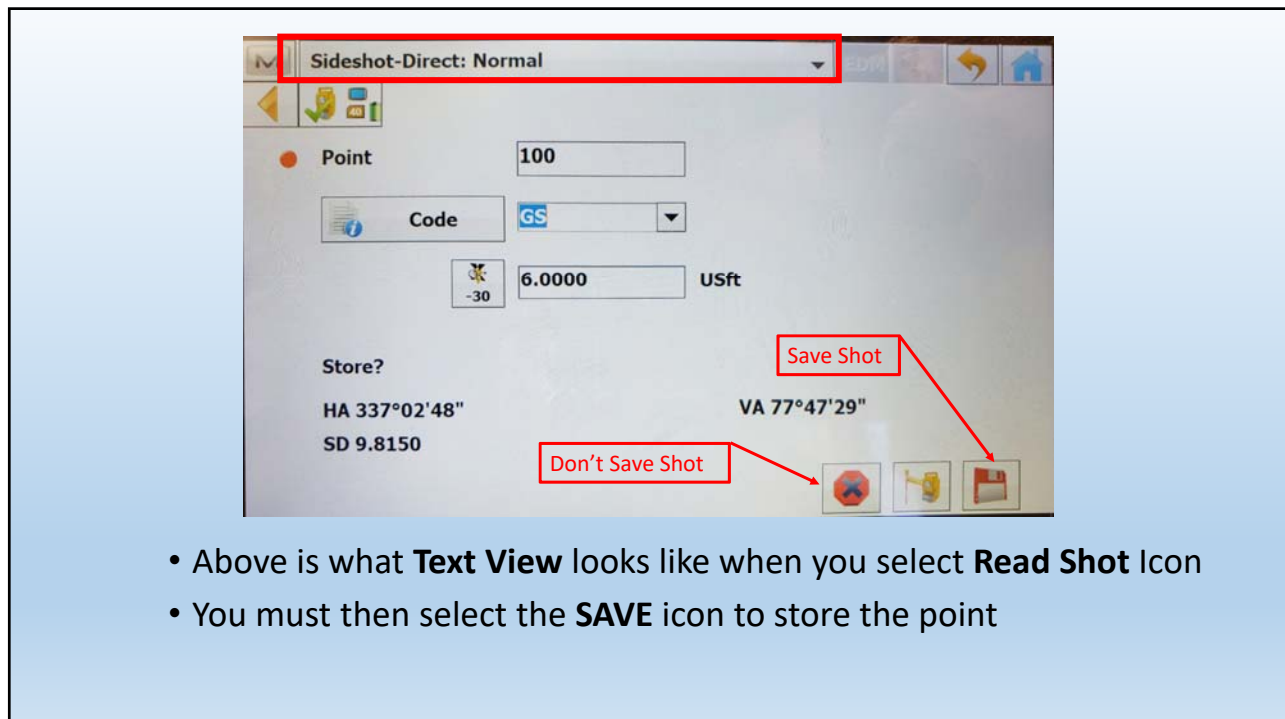 Sideshot-Direct: Normal
EDM
40
Point 100
Code GS
-30 6.0000 USft
Store?
Save Shot
HA 337°02'48" VA 77°47'29"
SD 9.8150
Don't Save Shot
• Above is what Text View looks like when you select Read Shot Icon
• You must then select the SAVE icon to store the point